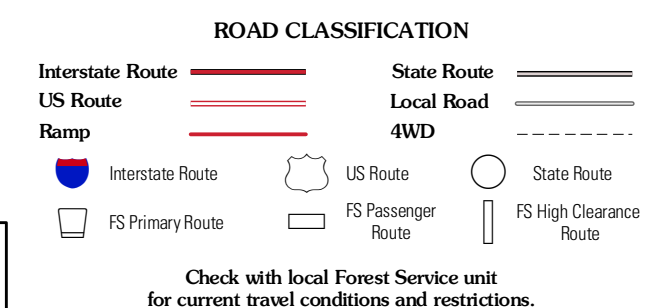 ROAD CLASSIFICATION
Interstate Route
State Route
US Route
Local Road
Ramp
4WD
Interstate Route
US Route
State Route
FS Primary Route
FS Passenger
Route
FS High Clearance
Route
Check with local Forest Service unit
for current travel conditions and restrictions.